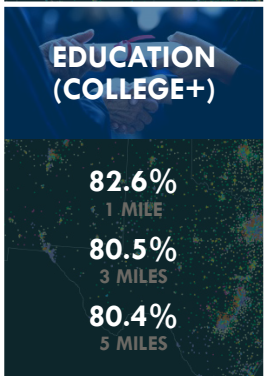 EDUCATION
(COLLEGE+)
82.6%
1 MILE
80.5%
3 MILES
80.4%
5 MILES